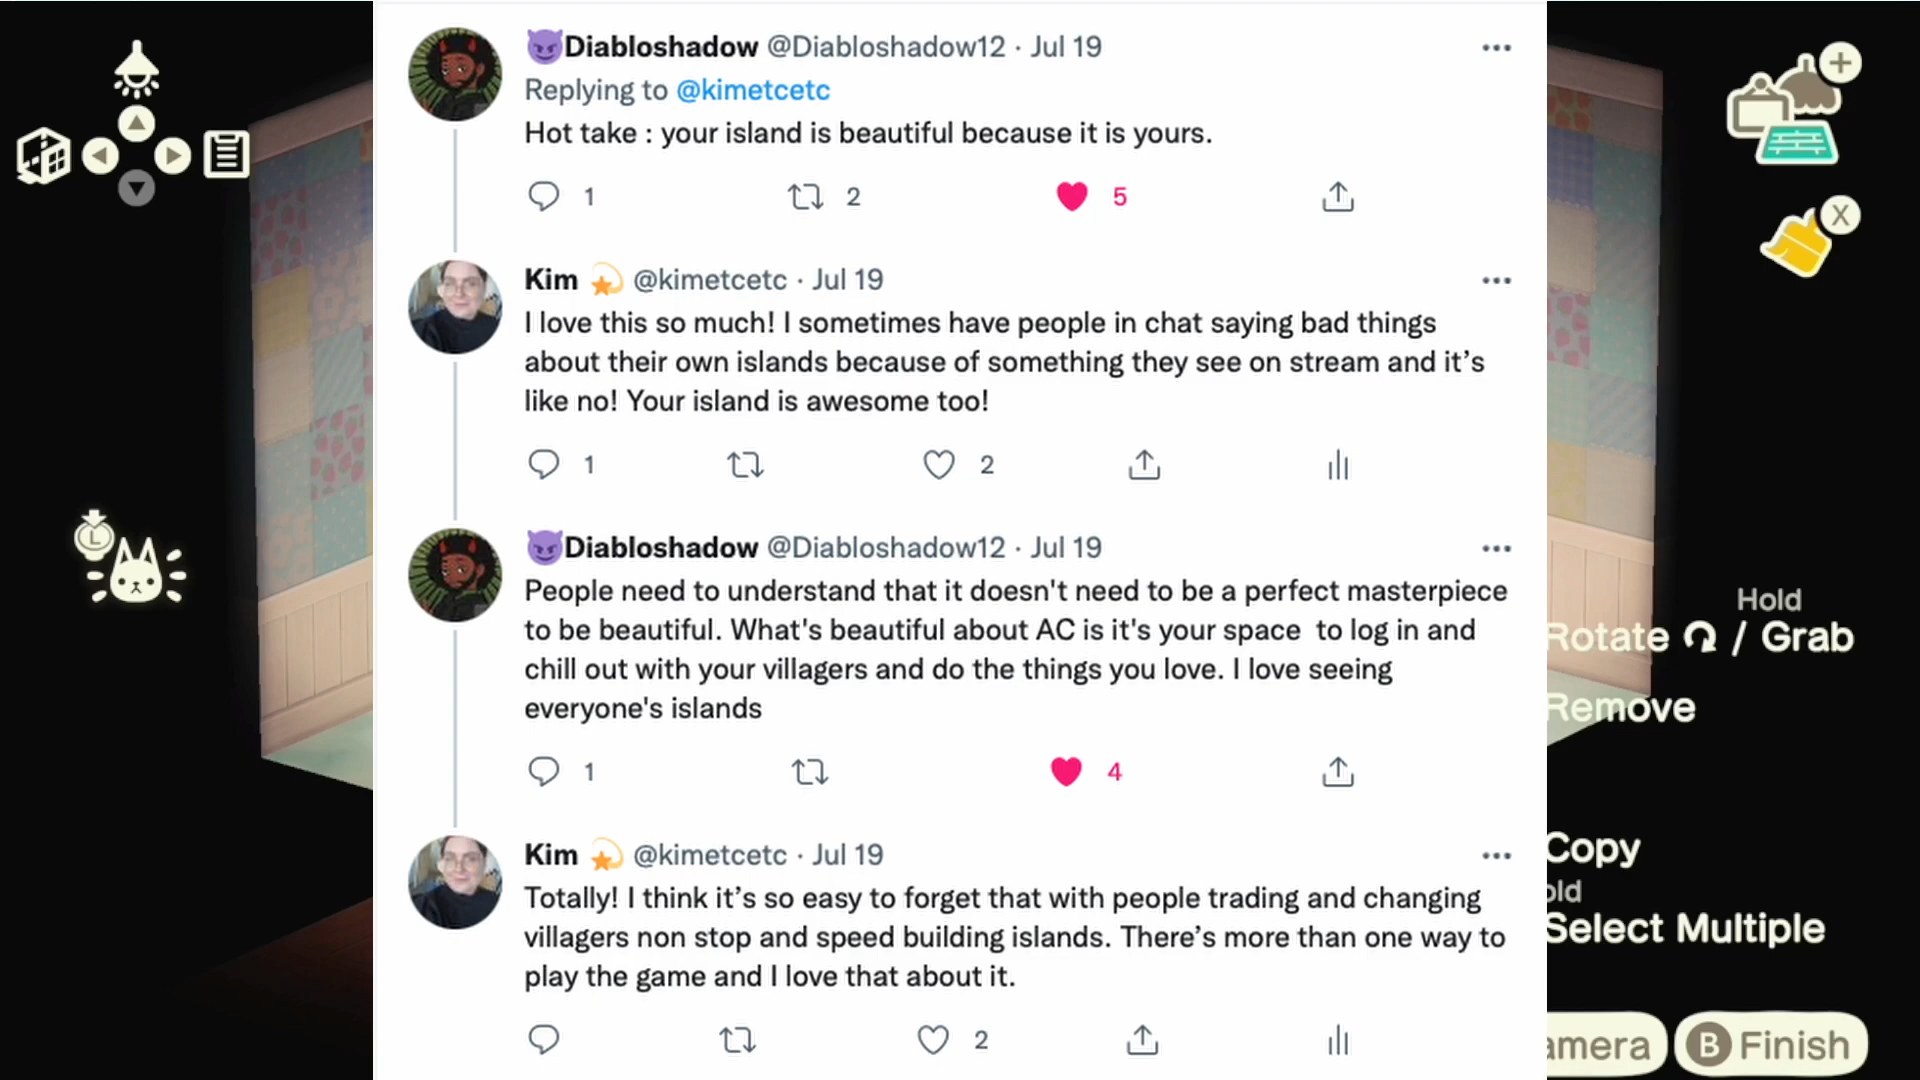 😈Diabloshadow @Diabloshadow12 · Jul 19
Replying to @kimetcetc
Hot take : your island is beautiful because it is yours.
1 2 5
Kim 💫 @kimetcetc · Jul 19
I love this so much! I sometimes have people in chat saying bad things
about their own islands because of something they see on stream and it’s
like no! Your island is awesome too!
1 2
😈Diabloshadow @Diabloshadow12 · Jul 19
People need to understand that it doesn't need to be a perfect masterpiece
to be beautiful. What's beautiful about AC is it's your space  to log in and
chill out with your villagers and do the things you love. I love seeing
everyone's islands
1 4
Kim 💫 @kimetcetc · Jul 19
Totally! I think it’s so easy to forget that with people trading and changing
villagers non stop and speed building islands. There’s more than one way to
play the game and I love that about it.
2
L
+
X
Hold
Rotate / Grab
Remove
Copy
old
Select Multiple
amera
B Finish